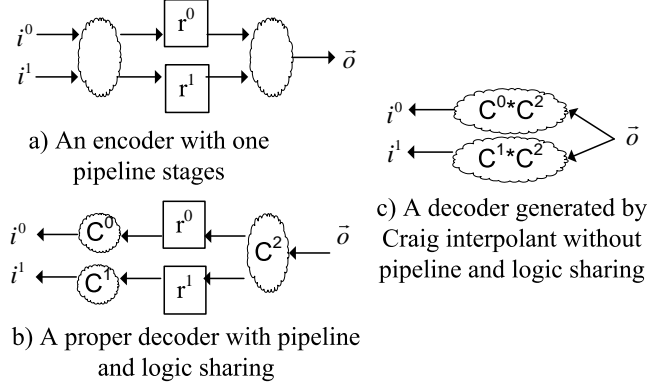 i⁰ r⁰
i¹ r¹ o⃗
a) An encoder with one
pipeline stages
i⁰ C⁰ r⁰ C² o⃗
i¹ C¹ r¹
b) A proper decoder with pipeline
and logic sharing
i⁰ C⁰*C² o⃗
i¹ C¹*C²
c) A decoder generated by
Craig interpolant without
pipeline and logic sharing